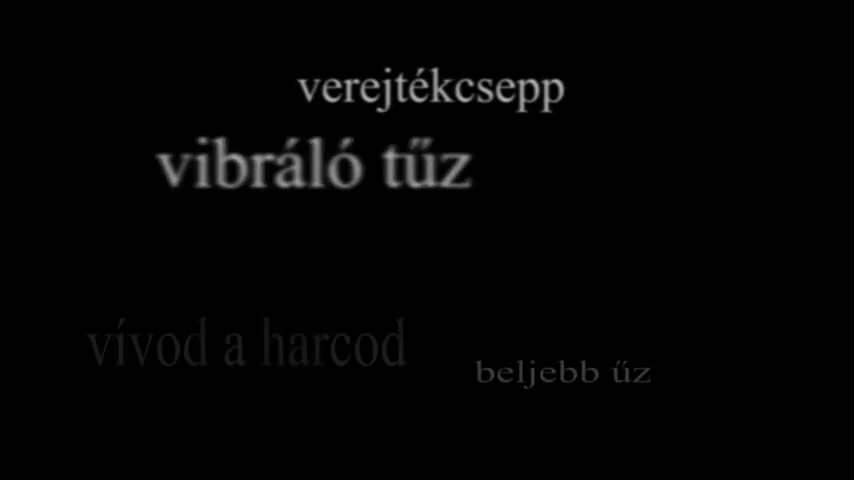 verejtékcsepp
vibráló tűz
vívod a harcod
beljebb űz